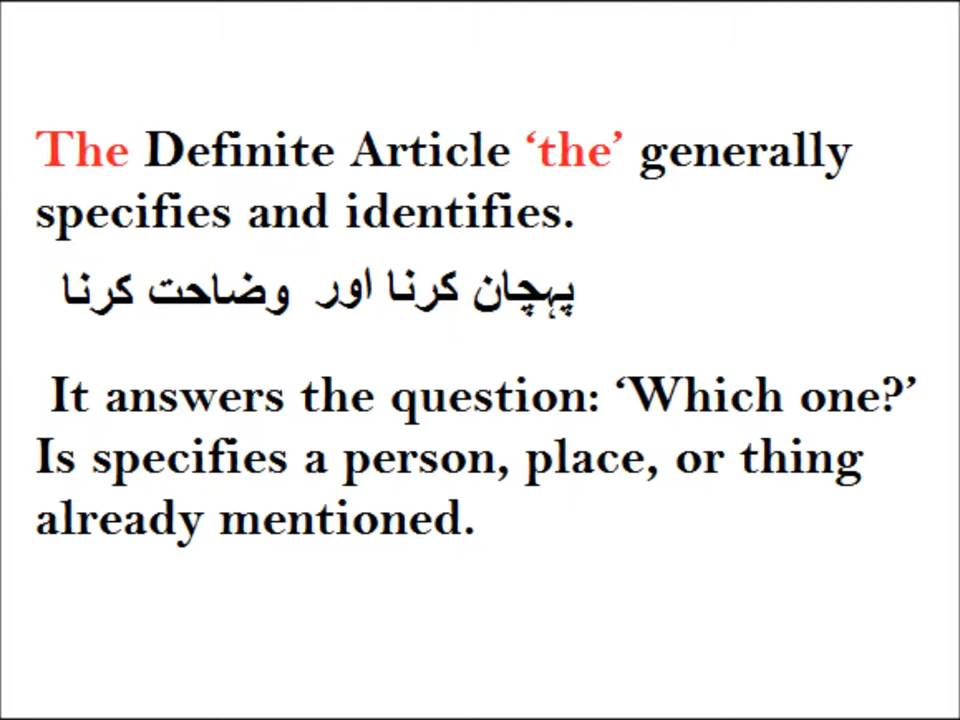 The Definite Article ‘the’ generally
specifies and identifies.
پہچان کرنا اور وضاحت کرنا
It answers the question: ‘Which one?’
Is specifies a person, place, or thing
already mentioned.